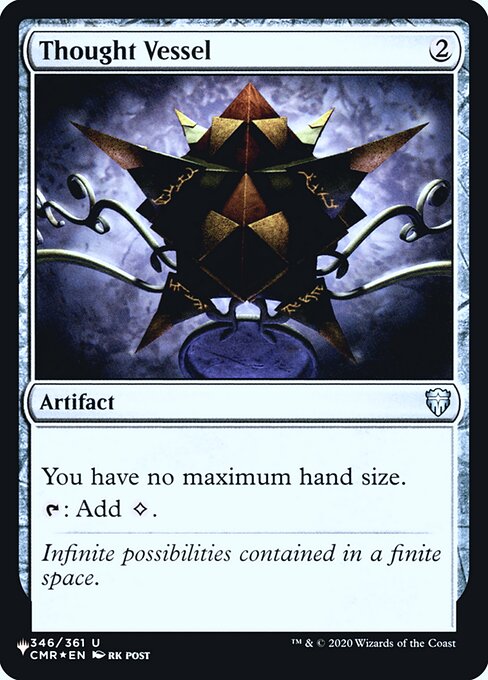 Thought Vessel 2
Artifact
You have no maximum hand size.
: Add .
Infinite possibilities contained in a finite
space.
346/361 U
CMR★EN RK POST
™ & © 2020 Wizards of the Coast